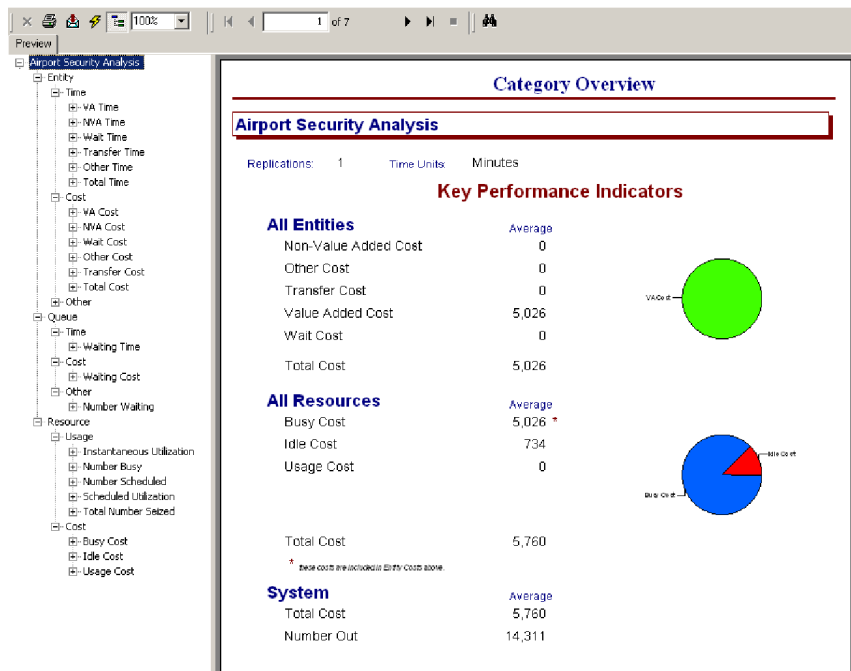 100%
1 of 7
Preview
Airport Security Analysis
Entity
Time
VA Time
NVA Time
Wait Time
Transfer Time
Other Time
Total Time
Cost
VA Cost
NVA Cost
Wait Cost
Other Cost
Transfer Cost
Total Cost
Other
Queue
Time
Waiting Time
Cost
Waiting Cost
Other
Number Waiting
Resource
Usage
Instantaneous Utilization
Number Busy
Number Scheduled
Scheduled Utilization
Total Number Seized
Cost
Busy Cost
Idle Cost
Usage Cost
Category Overview
Airport Security Analysis
Replications: 1 Time Units: Minutes
Key Performance Indicators
All Entities Average
Non-Value Added Cost 0
Other Cost 0
Transfer Cost 0
Value Added Cost 5,026
Wait Cost 0
Total Cost 5,026
VA Cost
All Resources Average
Busy Cost 5,026 *
Idle Cost 734
Usage Cost 0
Idle Cost
Busy Cost
Total Cost 5,760
* these costs are included in Entity Costs above.
System Average
Total Cost 5,760
Number Out 14,311